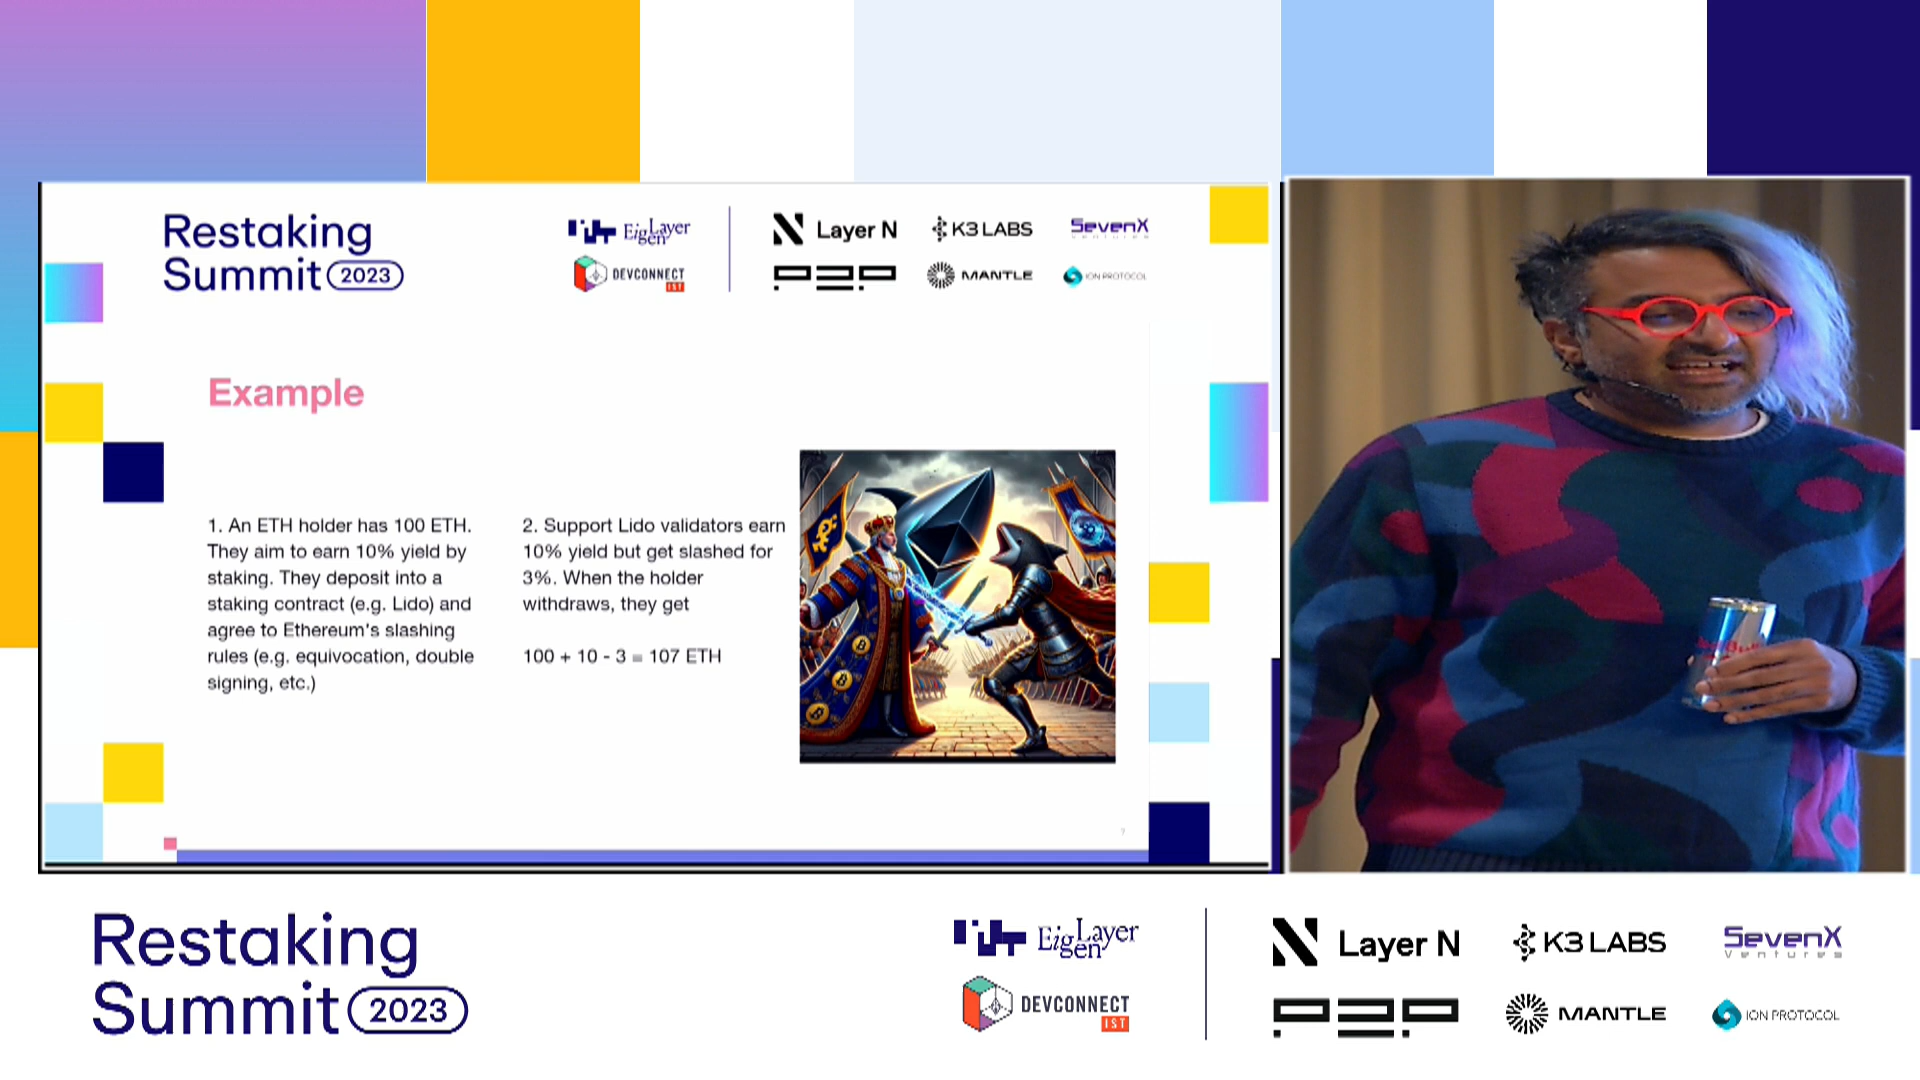 Restaking
Summit 2023
EigenLayer
DEVCONNECT
IST
Layer N
K3 LABS
SevenX
P2P
MANTLE
ION PROTOCOL
Example
1. An ETH holder has 100 ETH.
They aim to earn 10% yield by
staking. They deposit into a
staking contract (e.g. Lido) and
agree to Ethereum's slashing
rules (e.g. equivocation, double
signing, etc.)
2. Support Lido validators earn
10% yield but get slashed for
3%. When the holder
withdraws, they get
100 + 10 - 3 = 107 ETH
7
Restaking
Summit 2023
EigenLayer
DEVCONNECT
IST
Layer N
K3 LABS
SevenX
Ventures
P2P
MANTLE
ION PROTOCOL